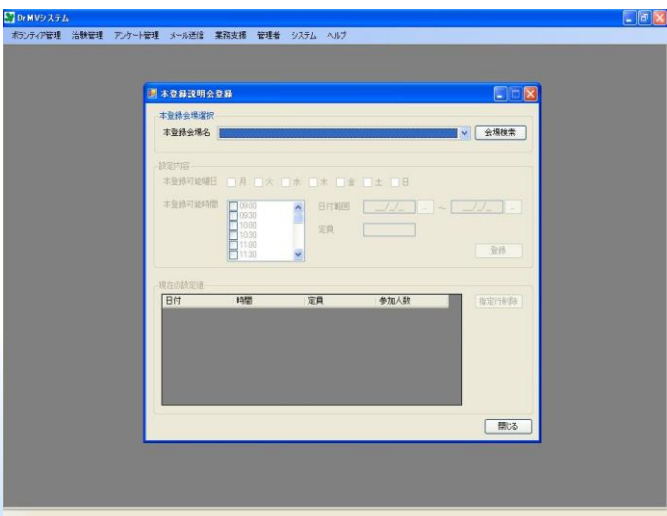 DrMVシステム
ボランティア管理 治験管理 アンケート管理 メール送信 業務支援 管理者 システム ヘルプ
本登録説明会登録
本登録会場選択
本登録会場名 会場検索
設定内容
本登録可能曜日 月 火 水 木 金 土 日
本登録可能時間 09:00 日付範囲 __/_/_ .. ~ __/_/_ ..
09:30
10:00 定員
10:30
11:00
11:30 登録
現在の設定値
日付 時間 定員 参加人数 指定行削除
閉じる